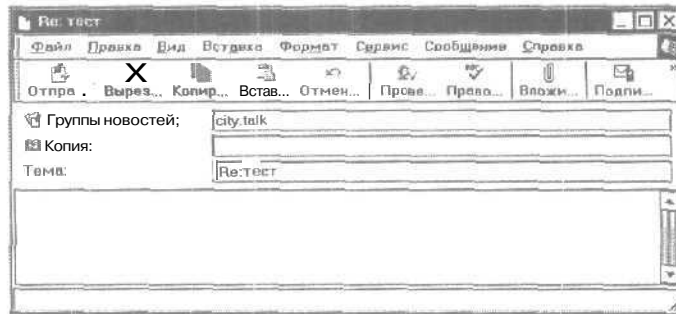 Re: тест
Файл Правка Вид Вставка Формат Сервис Сообщение Справка
Отпра . Вырез... Копир... Встав... Отмен... Прове... Право... Вложи... Подпи... »
Группы новостей; city.talk
Копия:
Тема: Re:тест